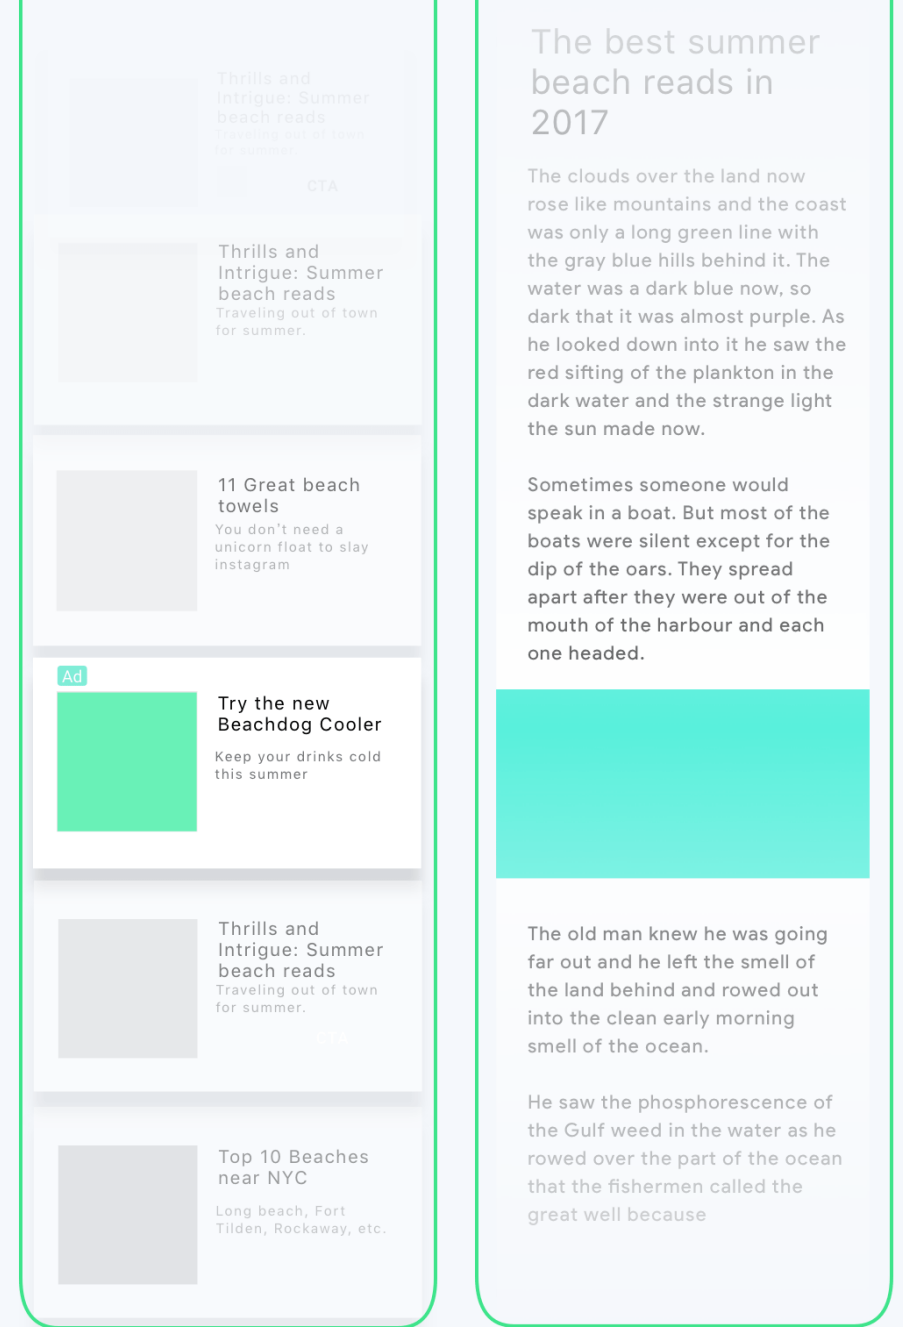 Thrills and
Intrigue: Summer
beach reads
Traveling out of town
for summer.
CTA
Thrills and
Intrigue: Summer
beach reads
Traveling out of town
for summer.
11 Great beach
towels
You don't need a
unicorn float to slay
instagram
Ad
Try the new
Beachdog Cooler
Keep your drinks cold
this summer
Thrills and
Intrigue: Summer
beach reads
Traveling out of town
for summer.
CTA
Top 10 Beaches
near NYC
Long beach, Fort
Tilden, Rockaway, etc.
The best summer
beach reads in
2017
The clouds over the land now
rose like mountains and the coast
was only a long green line with
the gray blue hills behind it. The
water was a dark blue now, so
dark that it was almost purple. As
he looked down into it he saw the
red sifting of the plankton in the
dark water and the strange light
the sun made now.
Sometimes someone would
speak in a boat. But most of the
boats were silent except for the
dip of the oars. They spread
apart after they were out of the
mouth of the harbour and each
one headed.
The old man knew he was going
far out and he left the smell of
the land behind and rowed out
into the clean early morning
smell of the ocean.
He saw the phosphorescence of
the Gulf weed in the water as he
rowed over the part of the ocean
that the fishermen called the
great well because